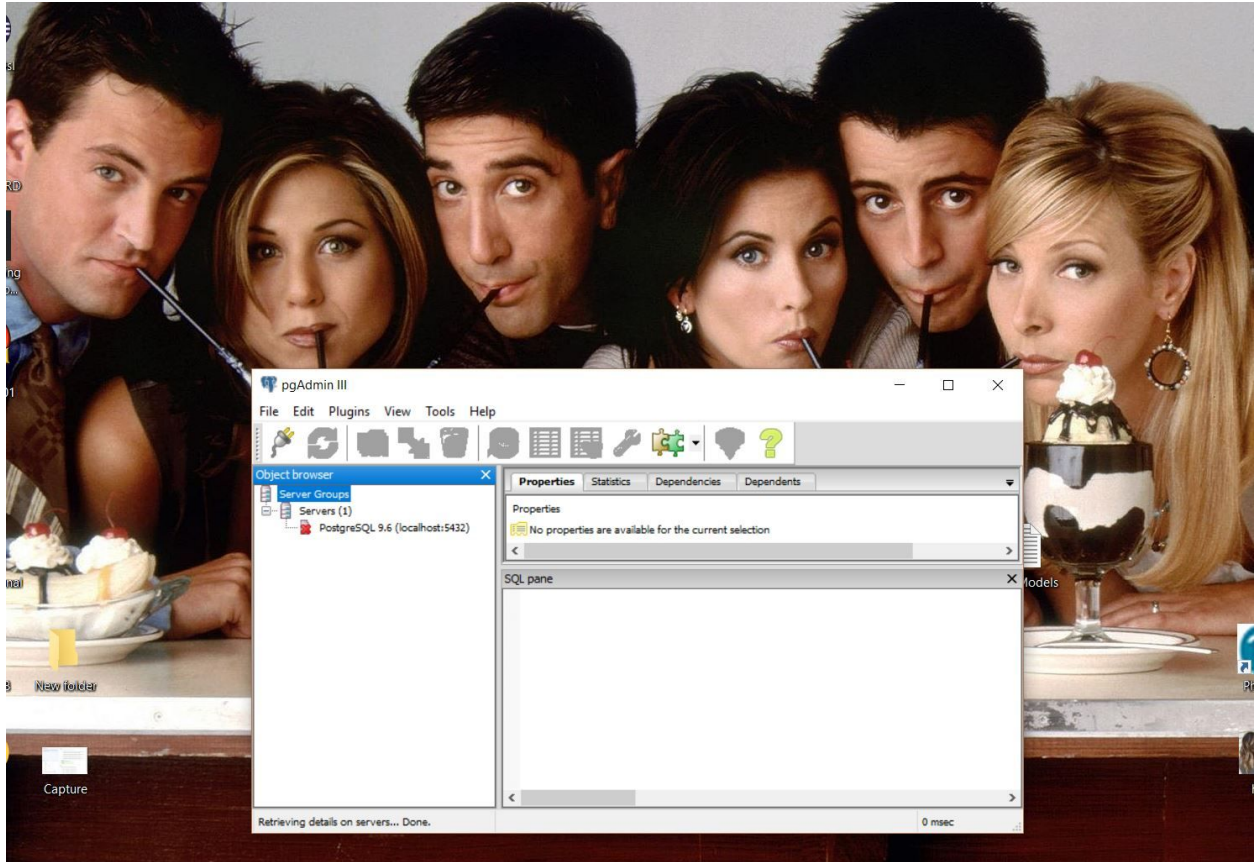 pgAdmin III
File Edit Plugins View Tools Help
Object browser
Server Groups
Servers (1)
PostgreSQL 9.6 (localhost:5432)
Properties Statistics Dependencies Dependents
Properties
No properties are available for the current selection
SQL pane
Retrieving details on servers... Done.
0 msec
New folder
Capture